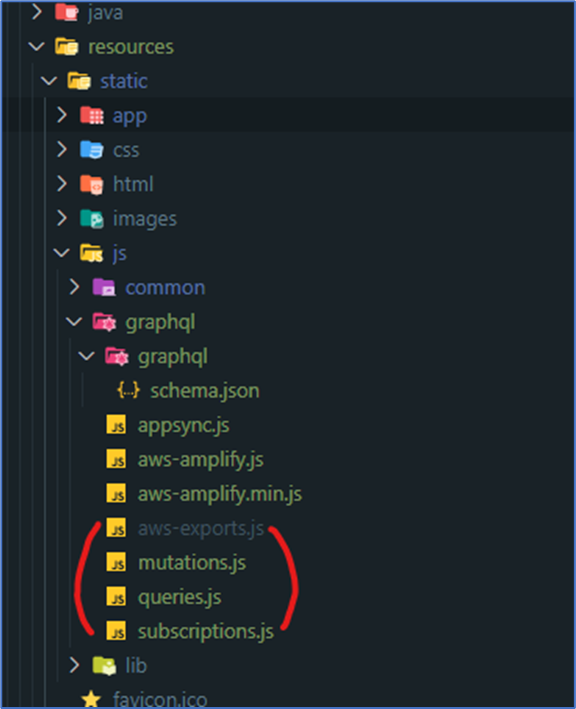 java
resources
static
app
css
html
images
js
common
graphql
graphql
{..} schema.json
JS appsync.js
JS aws-amplify.js
JS aws-amplify.min.js
JS aws-exports.js
JS mutations.js
JS queries.js
JS subscriptions.js
lib
favicon.ico